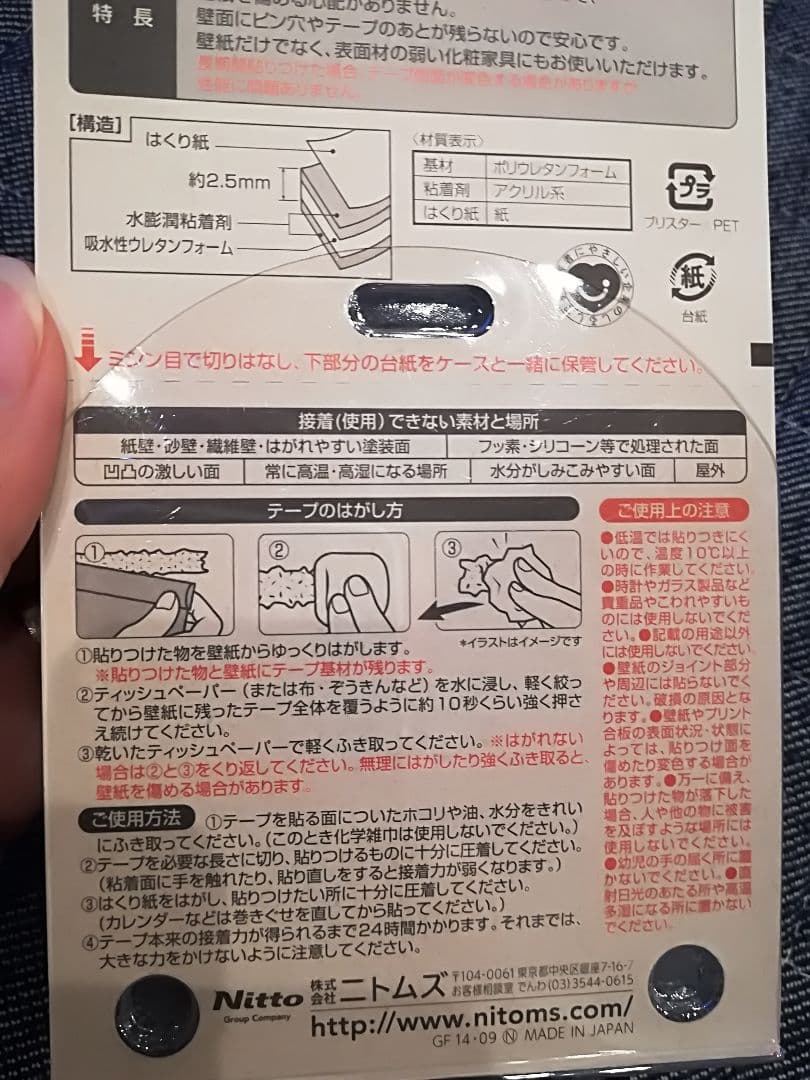 特長
心配がありません。
壁面にピン穴やテープのあとが残らないので安心です。
壁紙だけでなく、表面材の弱い化粧家具にもお使いいただけます。
長期間貼りつけた場合、テープ側面が変色する場合がありますが
性能に問題ありません。
[構造]
はくり紙
約2.5mm
水膨潤粘着剤
吸水性ウレタンフォーム
〈材質表示〉
基材 ポリウレタンフォーム
粘着剤 アクリル系
はくり紙 紙
プラ
ブリスター:PET
紙
台紙
ミシン目で切りはなし、下部分の台紙をケースと一緒に保管してください。
接着(使用)できない素材と場所
紙壁・砂壁・繊維壁・はがれやすい塗装面 フッ素・シリコーン等で処理された面
凹凸の激しい面 常に高温・高湿になる場所 水分がしみこみやすい面 屋外
テープのはがし方
① ② ③
*イラストはイメージです
①貼りつけた物を壁紙からゆっくりはがします。
※貼りつけた物と壁紙にテープ基材が残ります。
②ティッシュペーパー(または布・ぞうきんなど)を水に浸し、軽く絞っ
てから壁紙に残ったテープ全体を覆うように約10秒くらい強く押さ
え続けてください。
③乾いたティッシュペーパーで軽くふき取ってください。※はがれない
場合は②と③をくり返してください。無理にはがしたり強くふき取ると、
壁紙を傷める場合があります。
ご使用方法 ①テープを貼る面についたホコリや油、水分をきれい
にふき取ってください。(このとき化学雑巾は使用しないでください。)
②テープを必要な長さに切り、貼りつけるものに十分に圧着してください。
(粘着面に手を触れたり、貼り直しをすると接着力が弱くなります。)
③はくり紙をはがし、貼りつけたい所に十分に圧着してください。
(カレンダーなどは巻きぐせを直してから貼ってください。)
④テープ本来の接着力が得られるまで24時間かかります。それまでは、
大きな力をかけないように注意してください。
ご使用上の注意
●低温では貼りつきにく
いので、温度10℃以上
の時に作業してください。
●時計やガラス製品など
貴重品やこわれやすいも
のには使用しないでくだ
さい。●記載の用途以外
には使用しないでください。
●壁紙のジョイント部分
や周辺には貼らないでく
ださい。破損の原因とな
ります。●壁紙やプリント
合板の表面状況・状態に
よっては、貼りつけ面を
傷めたり変色する場合が
あります。●万一に備え、
貼りつけた物が落下した
場合、人や他の物に被害
を及ぼすような場所には
使用しないでください。
●幼児の手の届く所に置
かないでください。●直
射日光のあたる所や高温
多湿になる所に置かない
でください。
Nitto
Group Company
株式会社ニトムズ
〒104-0061 東京都中央区銀座7-16-7
お客様相談室 でんわ(03)3544-0615
http://www.nitoms.com/
GF 14・09 Ⓝ MADE IN JAPAN